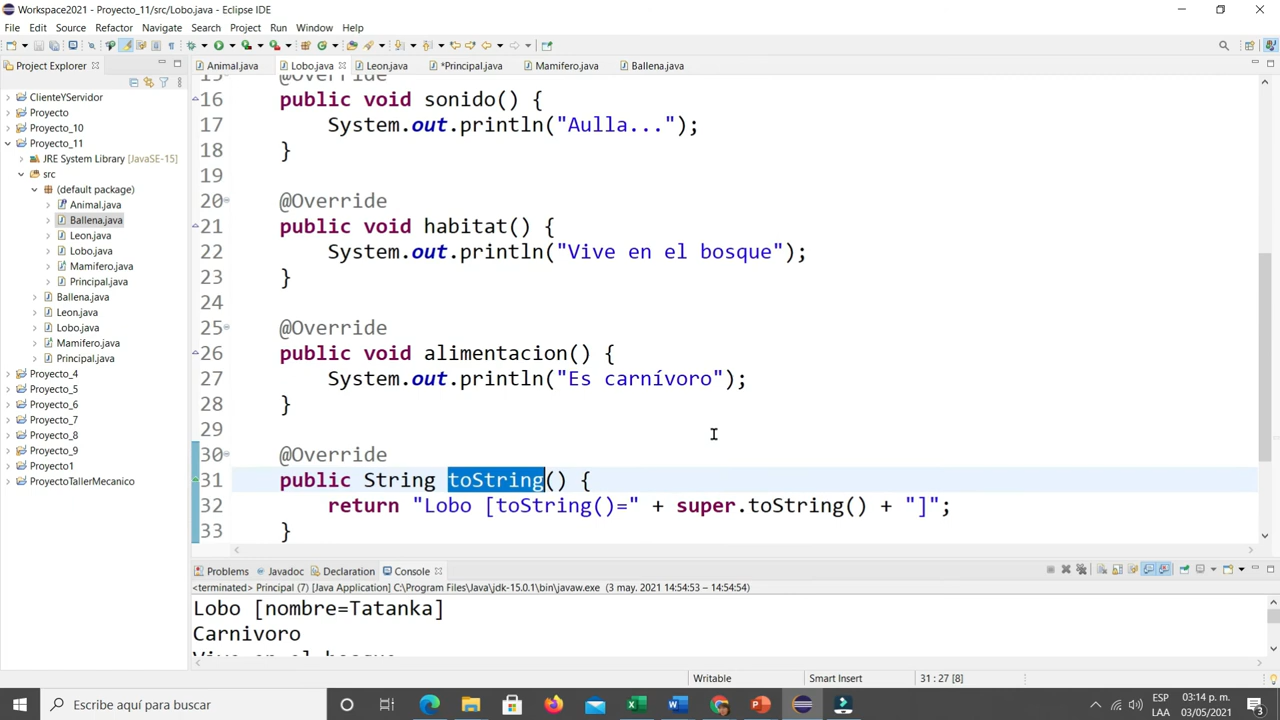 Workspace2021 - Proyecto_11/src/Lobo.java - Eclipse IDE
File Edit Source Refactor Navigate Search Project Run Window Help
Project Explorer
Animal.java Lobo.java Leon.java *Principal.java Mamifero.java Ballena.java
ClienteYServidor
Proyecto
Proyecto_10
Proyecto_11
JRE System Library [JavaSE-15]
src
(default package)
Animal.java
Ballena.java
Leon.java
Lobo.java
Mamifero.java
Principal.java
Ballena.java
Leon.java
Lobo.java
Mamifero.java
Principal.java
Proyecto_4
Proyecto_5
Proyecto_6
Proyecto_7
Proyecto_8
Proyecto_9
Proyecto1
ProyectoTallerMecanico
15 @Override
16 public void sonido() {
17 System.out.println("Aulla...");
18 }
19
20 @Override
21 public void habitat() {
22 System.out.println("Vive en el bosque");
23 }
24
25 @Override
26 public void alimentacion() {
27 System.out.println("Es carnívoro");
28 }
29
30 @Override
31 public String toString() {
32 return "Lobo [toString()=" + super.toString() + "]";
33 }
Problems Javadoc Declaration Console
<terminated> Principal (7) [Java Application] C:\Program Files\Java\jdk-15.0.1\bin\javaw.exe (3 may. 2021 14:54:53 – 14:54:54)
Lobo [nombre=Tatanka]
Carnivoro
Vive en el bosque
Writable Smart Insert 31 : 27 [8]
Escribe aquí para buscar
ESP 03:14 p. m.
LAA 03/05/2021
3